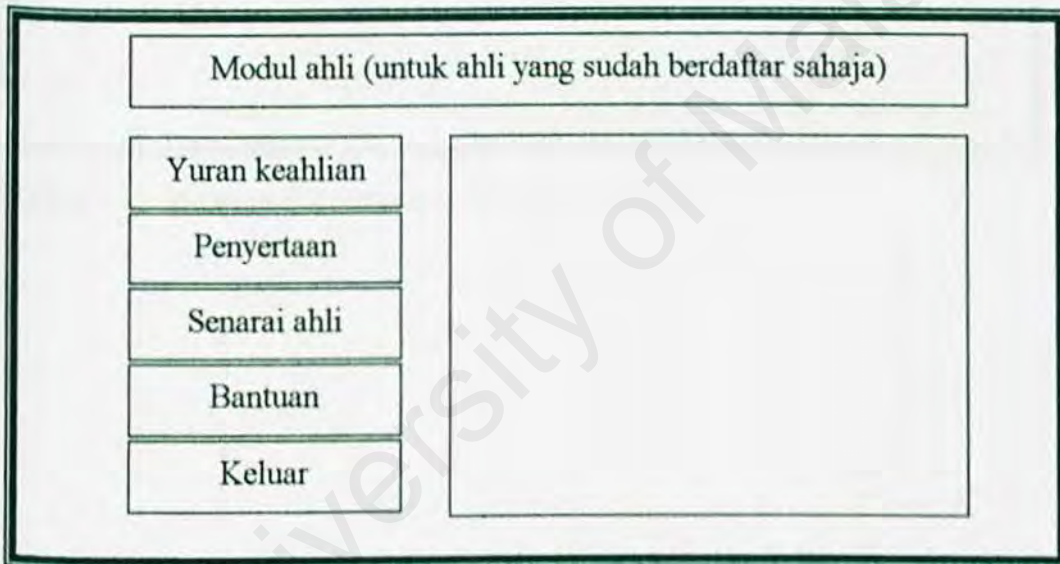 Modul ahli (untuk ahli yang sudah berdaftar sahaja)
Yuran keahlian
Penyertaan
Senarai ahli
Bantuan
Keluar